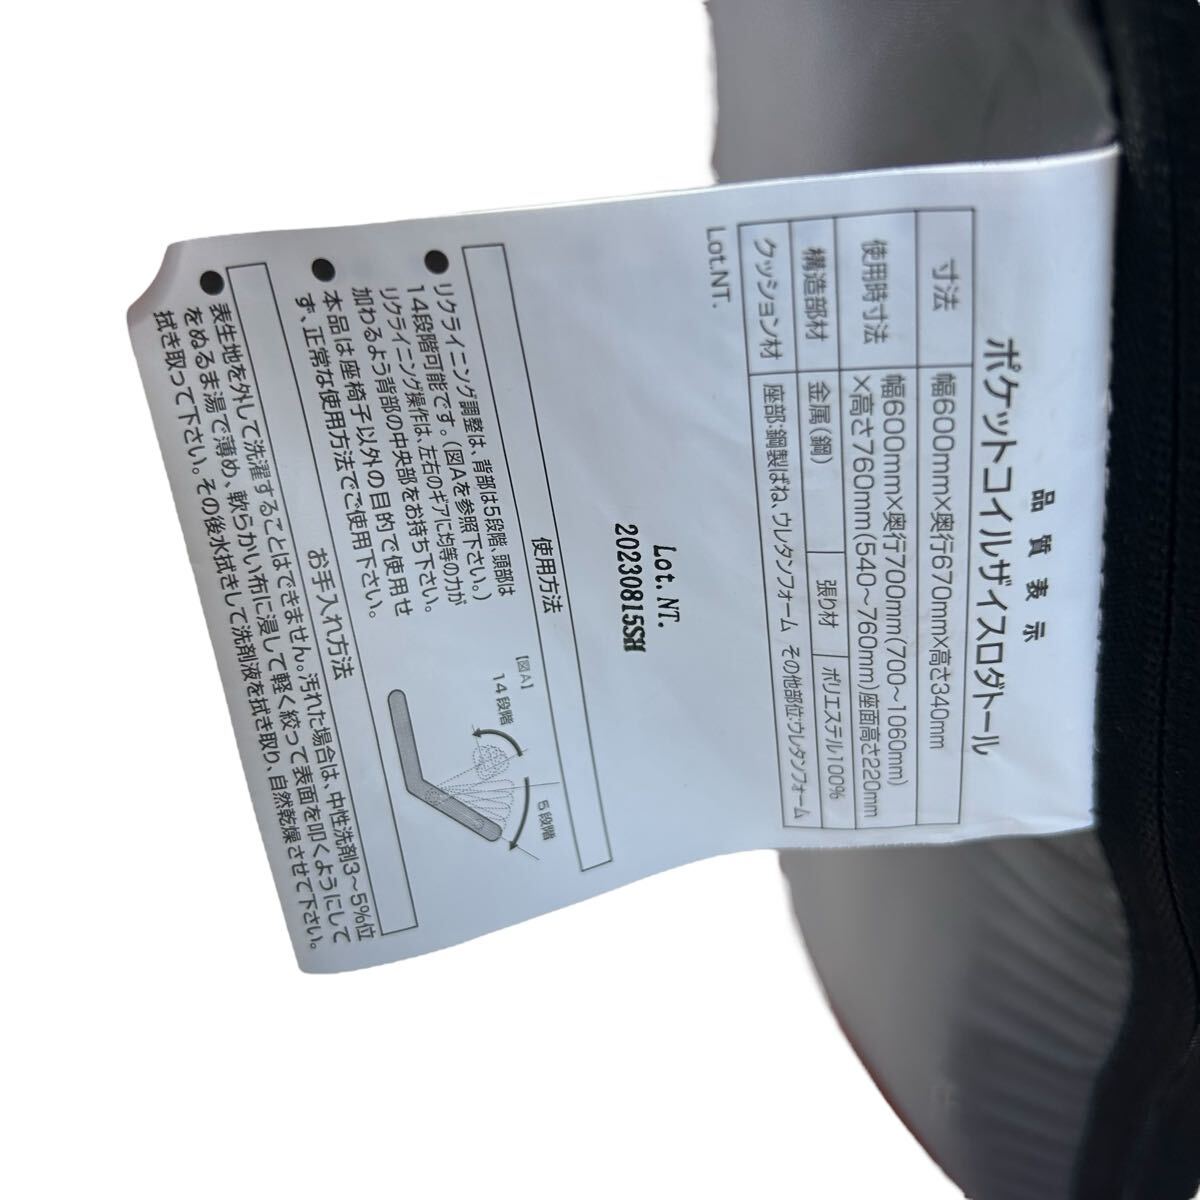 品質表示
ポケットコイルザイスロダトール
寸法 幅600mm×奥行670mm×高さ340mm
使用時寸法 幅600mm×奥行700mm(700～1060mm)
×高さ760mm(540～760mm)座面高さ220mm
構造部材 金属(鋼) 張り材 ポリエステル100%
クッション材 座部:鋼製ばね、ウレタンフォーム その他部位:ウレタンフォーム
Lot.NT.
Lot. NT.
20230815SH
使用方法
●リクライニング調整は、背部は5段階、頭部は
14段階可能です。(図Aを参照下さい。)
リクライニング操作は、左右のギアに均等の力が
加わるよう背部の中央部をお持ち下さい。
●本品は座椅子以外の目的で使用せ
ず、正常な使用方法でご使用下さい。
【図A】
14段階
5段階
お手入れ方法
●表生地を外して洗濯することはできません。汚れた場合は、中性洗剤3～5%位
をぬるま湯で薄め、軟らかい布に浸して軽く絞って表面を叩くようにして
拭き取って下さい。その後水拭きして洗剤液を拭き取り、自然乾燥させて下さい。